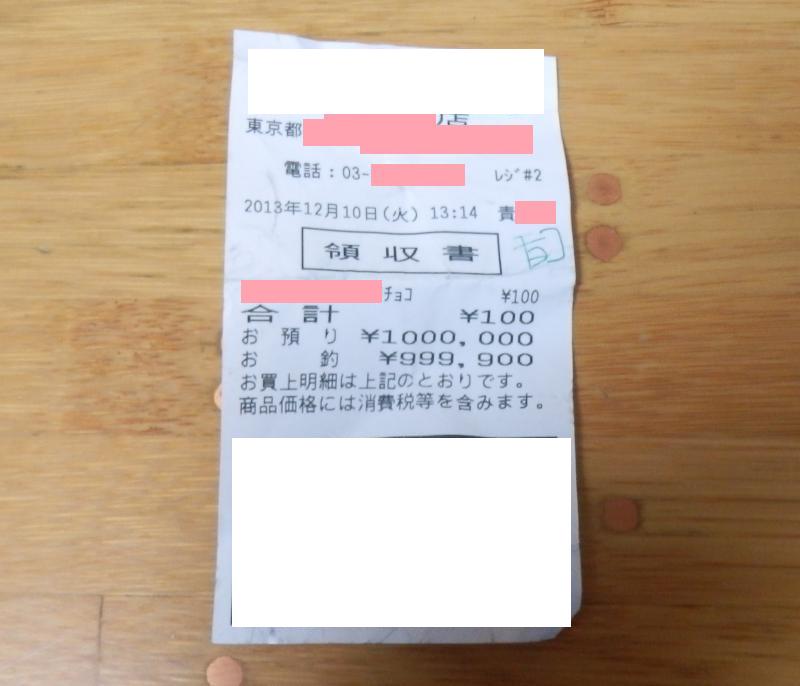 東京都
電話：03-
ﾚｼﾞ#2
2013年12月10日(火) 13:14 責
領収書
ﾁｮｺ ¥100
合計 ¥100
お預り ¥1000,000
お釣 ¥999,900
お買上明細は上記のとおりです。
商品価格には消費税等を含みます。